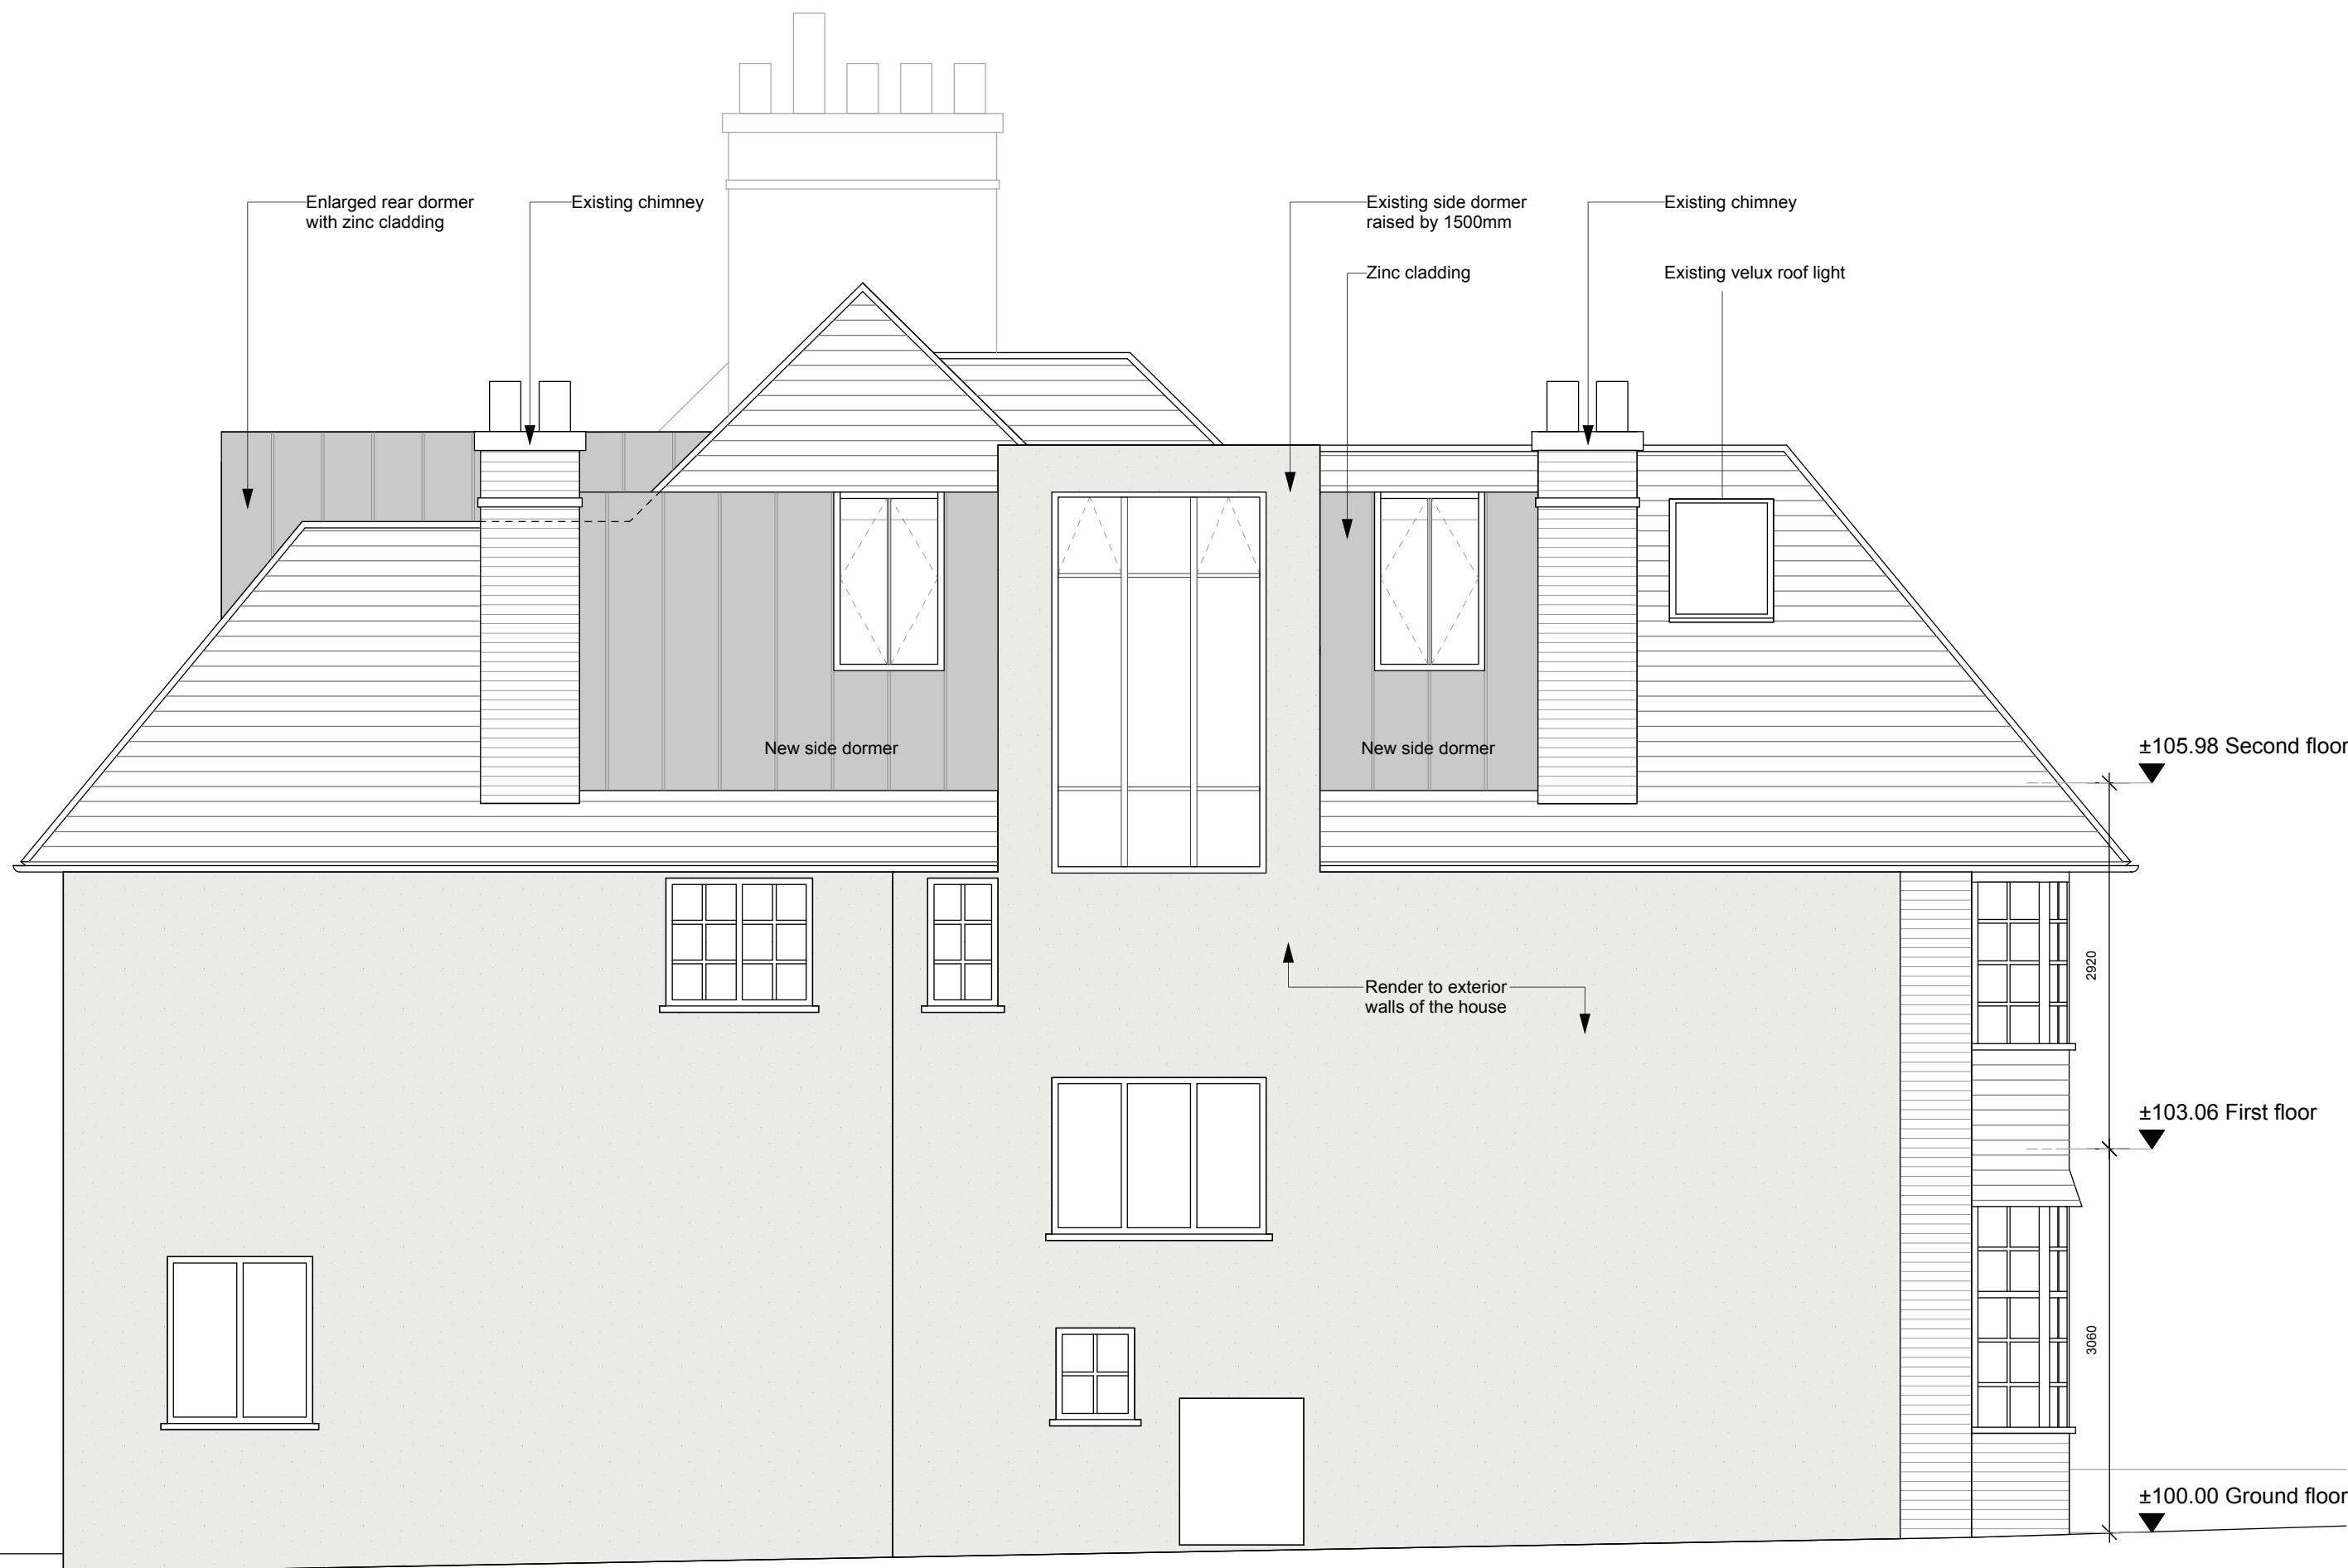 Enlarged rear dormer
with zinc cladding
Existing chimney
Existing side dormer
raised by 1500mm
Existing chimney
Zinc cladding
Existing velux roof light
New side dormer
New side dormer
±105.98 Second floor
2920
Render to exterior
walls of the house
±103.06 First floor
3060
±100.00 Ground floor